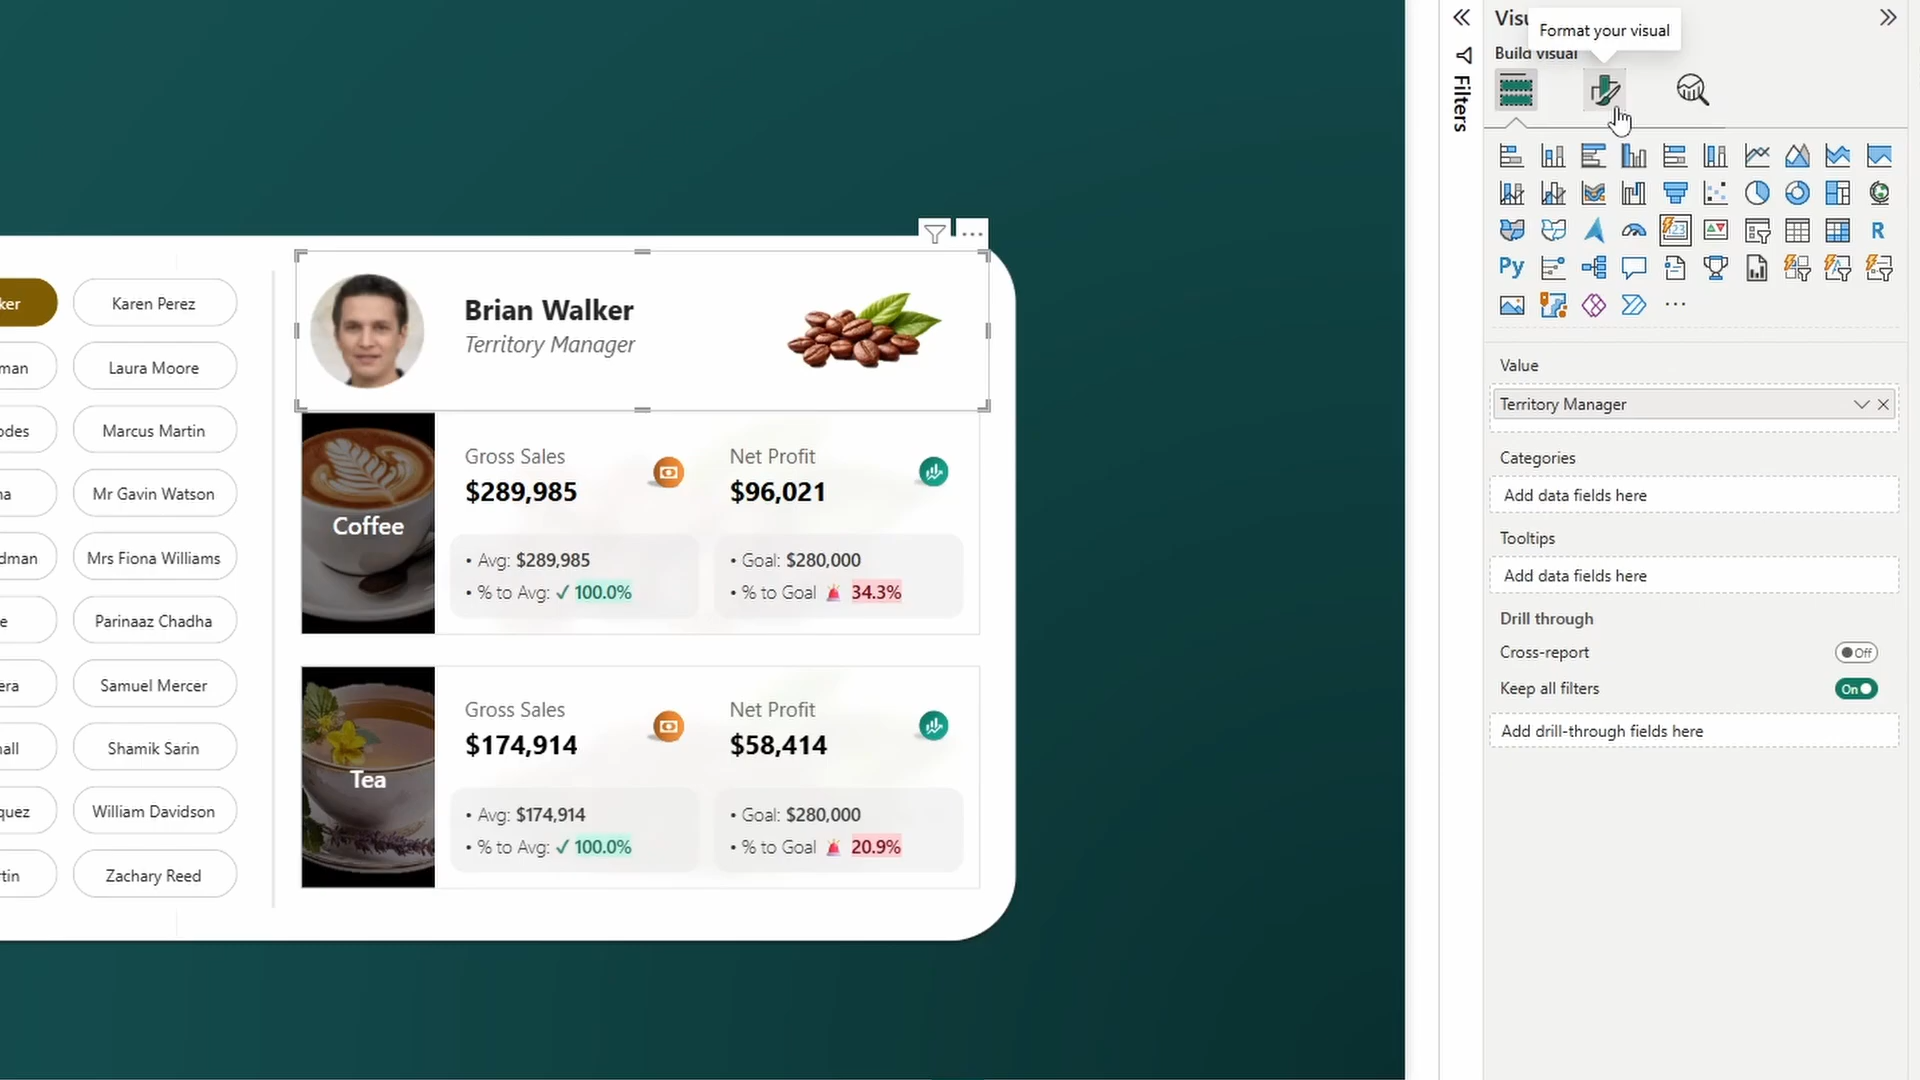 Visu
Format your visual
Build visual
Filters
ker
Karen Perez
man
Laura Moore
odes
Marcus Martin
na
Mr Gavin Watson
dman
Mrs Fiona Williams
e
Parinaaz Chadha
era
Samuel Mercer
nall
Shamik Sarin
quez
William Davidson
rtin
Zachary Reed
Brian Walker
Territory Manager
Coffee
Gross Sales
$289,985
Net Profit
$96,021
• Avg: $289,985
• % to Avg: ✓ 100.0%
• Goal: $280,000
• % to Goal 🚨 34.3%
Tea
Gross Sales
$174,914
Net Profit
$58,414
• Avg: $174,914
• % to Avg: ✓ 100.0%
• Goal: $280,000
• % to Goal 🚨 20.9%
123
R
Py
Value
Territory Manager
Categories
Add data fields here
Tooltips
Add data fields here
Drill through
Cross-report
Off
Keep all filters
On
Add drill-through fields here